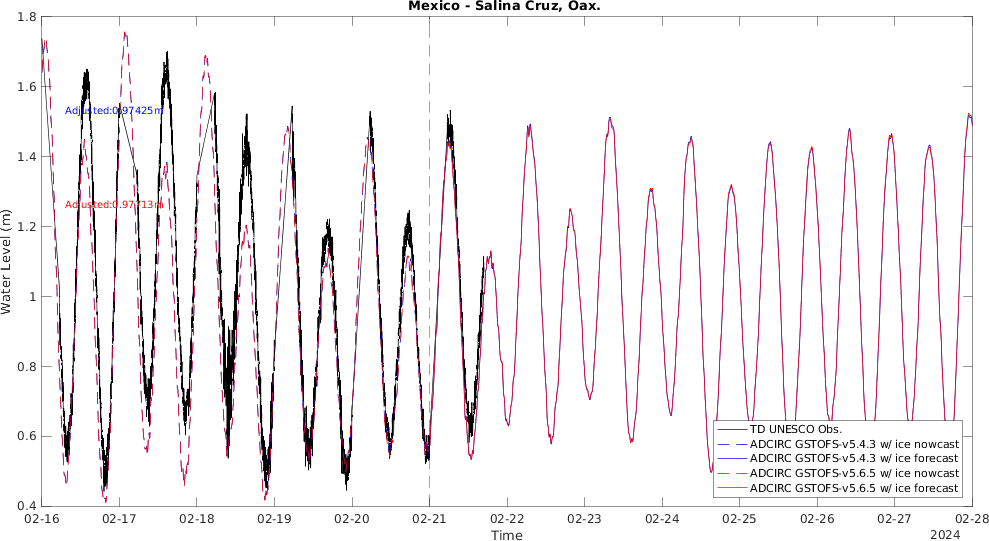 Mexico - Salina Cruz, Oax.
1.8
1.6
1.4
1.2
1
0.8
0.6
0.4
Water Level (m)
Adjusted:0.97425m
Adjusted:0.97713m
TD UNESCO Obs.
ADCIRC GSTOFS-v5.4.3 w/ ice nowcast
ADCIRC GSTOFS-v5.4.3 w/ ice forecast
ADCIRC GSTOFS-v5.6.5 w/ ice nowcast
ADCIRC GSTOFS-v5.6.5 w/ ice forecast
02-16 02-17 02-18 02-19 02-20 02-21 02-22 02-23 02-24 02-25 02-26 02-27 02-28
Time
2024